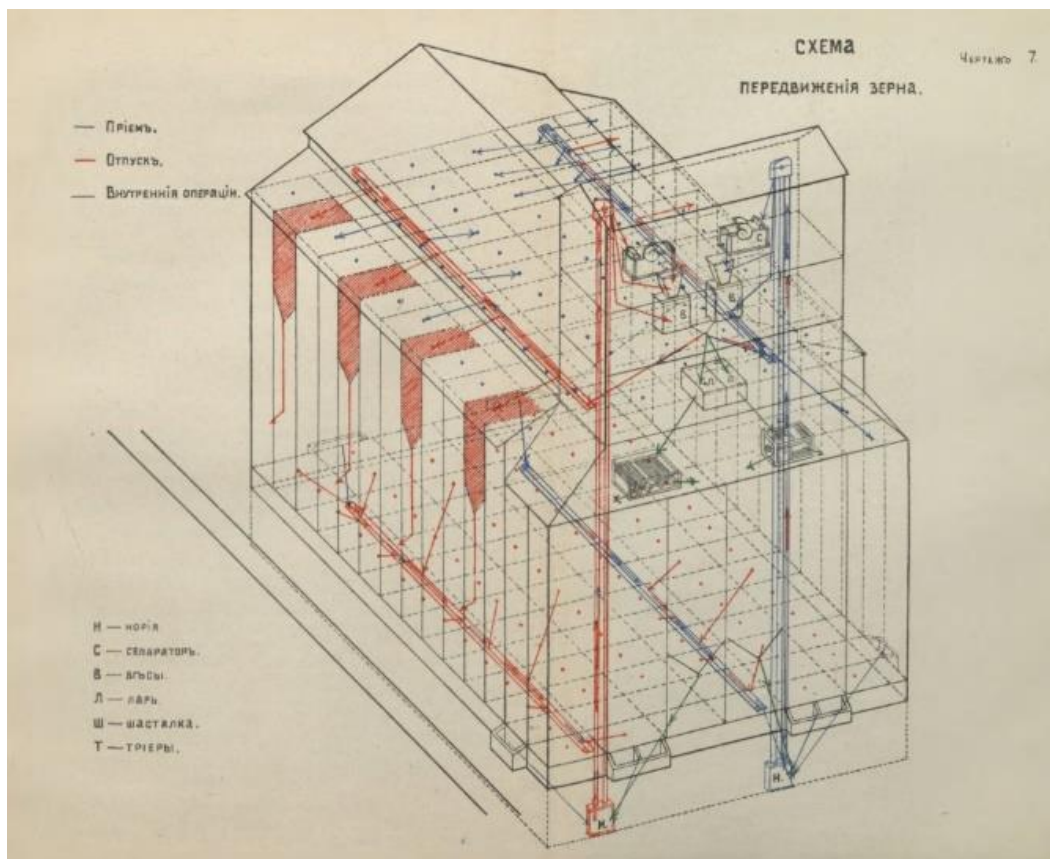 СХЕМА
ПЕРЕДВИЖЕНІЯ ЗЕРНА.
Чертежъ 7.
— Пріемъ.
— Отпускъ.
— Внутреннія операціи.
С
В
В
Л
Н — норія
С — сепараторъ.
В — вѣсы.
Л — ларь.
Ш — шасталка.
Т — тріеры.
Н.
Н.